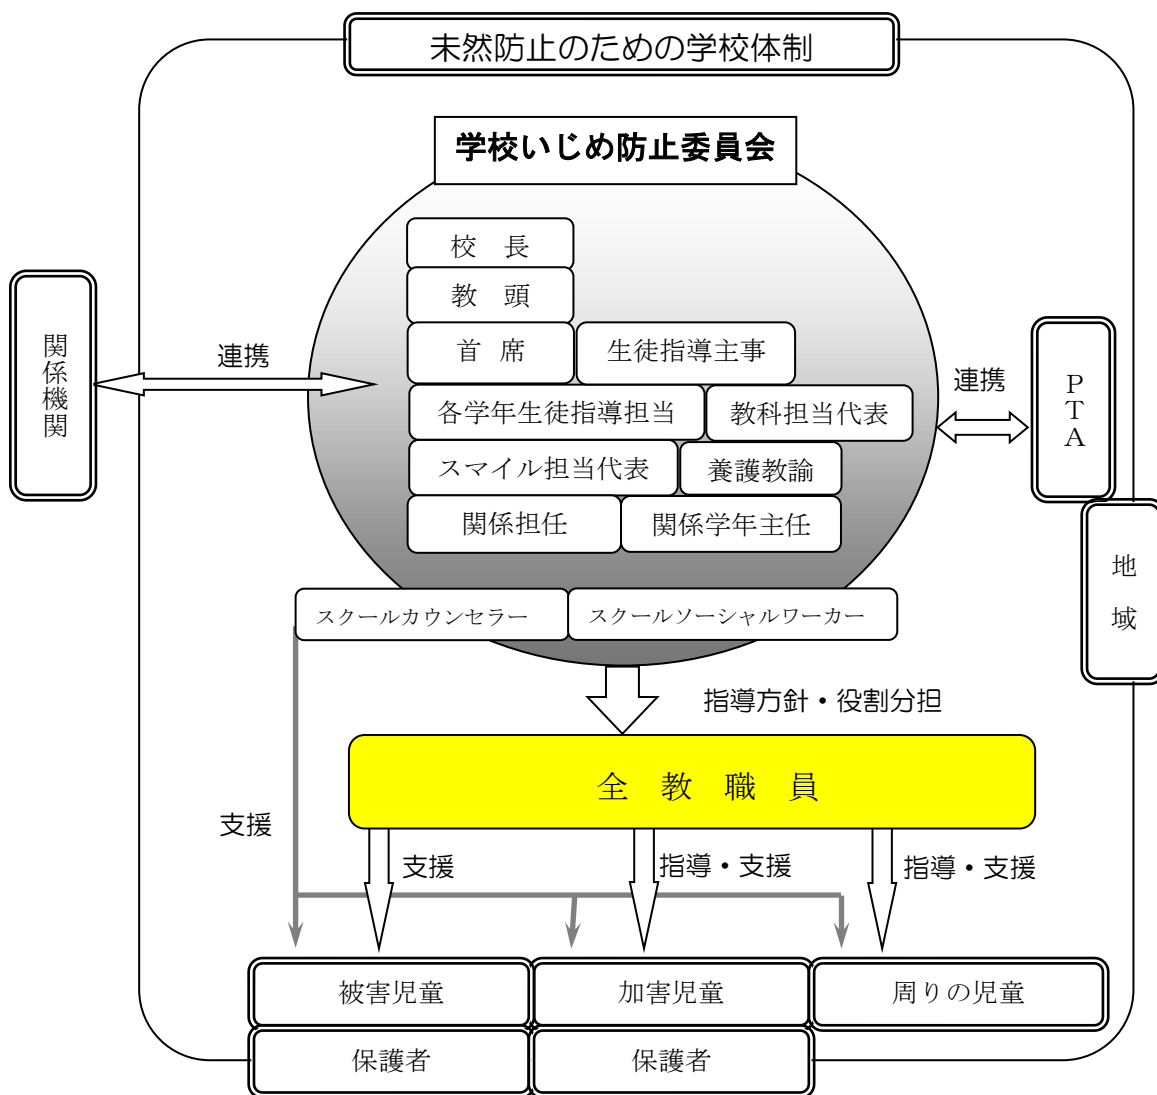 未然防止のための学校体制
学校いじめ防止委員会
校　長
教　頭
首 席
生徒指導主事
各学年生徒指導担当
教科担当代表
スマイル担当代表
養護教諭
関係担任
関係学年主任
スクールカウンセラー
スクールソーシャルワーカー
関係機関
連携
連携
PTA
地域
指導方針・役割分担
全 教 職 員
支援
支援
指導・支援
指導・支援
被害児童
加害児童
周りの児童
保護者
保護者